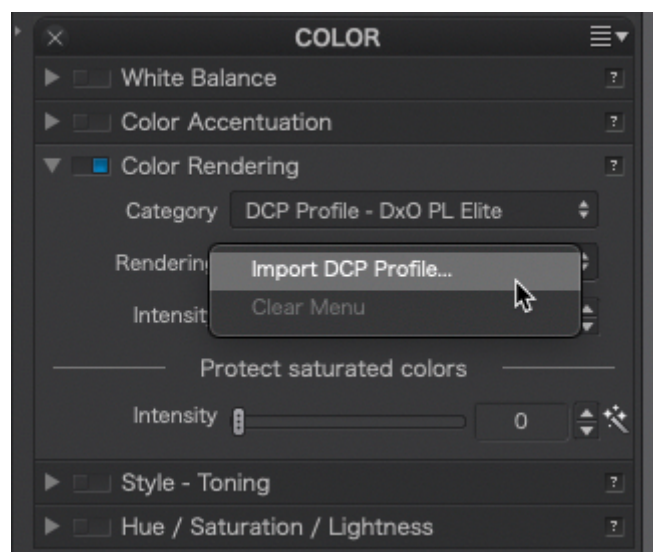 COLOR
White Balance ?
Color Accentuation ?
Color Rendering ?
Category DCP Profile - DxO PL Elite
Rendering
Import DCP Profile...
Intensit
Clear Menu
Protect saturated colors
Intensity 0
Style - Toning ?
Hue / Saturation / Lightness ?